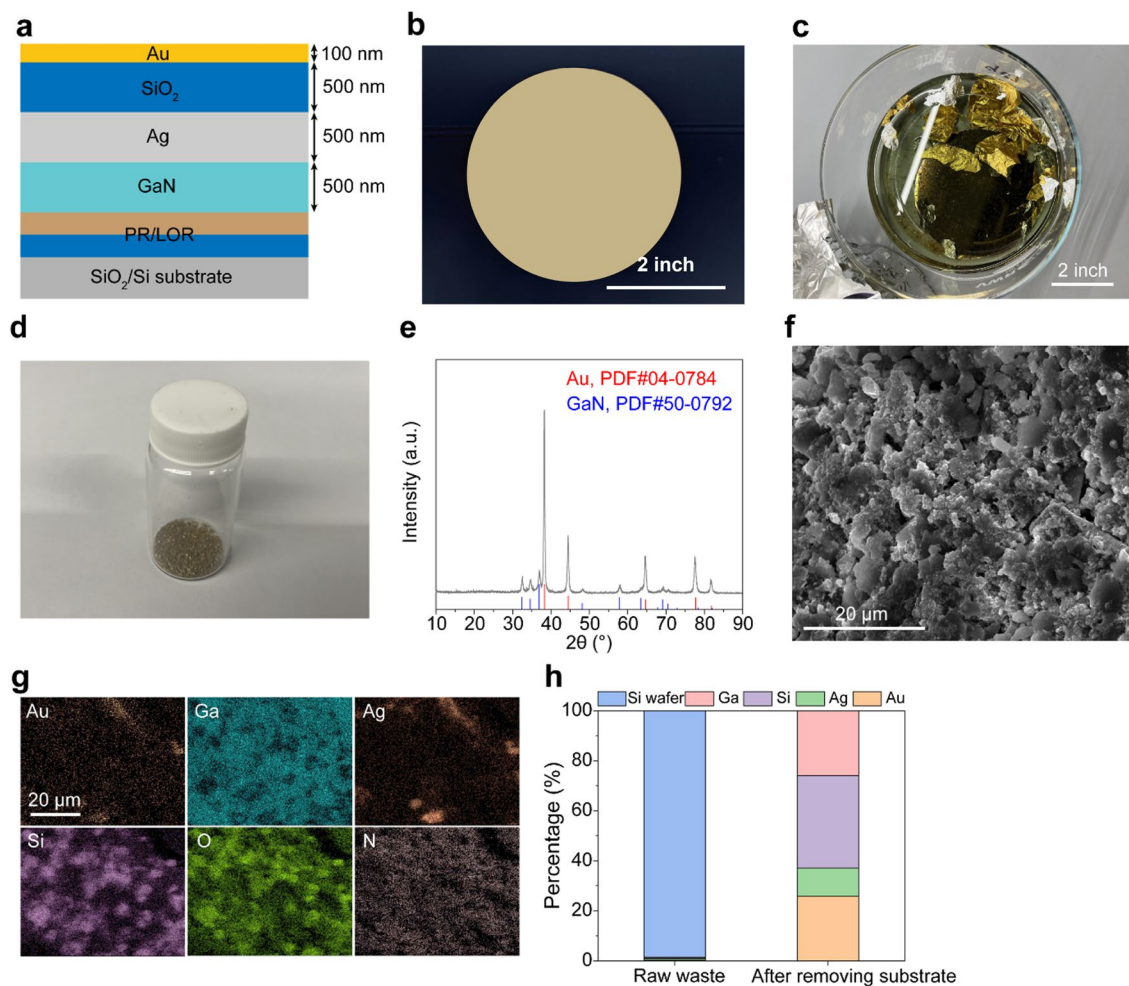 a
Au
100 nm
SiO₂
500 nm
Ag
500 nm
GaN
500 nm
PR/LOR
SiO₂/Si substrate
b
2 inch
c
2 inch
d
e
Au, PDF#04-0784
GaN, PDF#50-0792
Intensity (a.u.)
10 20 30 40 50 60 70 80 90
2θ (°)
f
20 μm
g
Au
Ga
Ag
20 μm
Si
O
N
h
Si wafer Ga Si Ag Au
Percentage (%)
100
80
60
40
20
0
Raw waste
After removing substrate